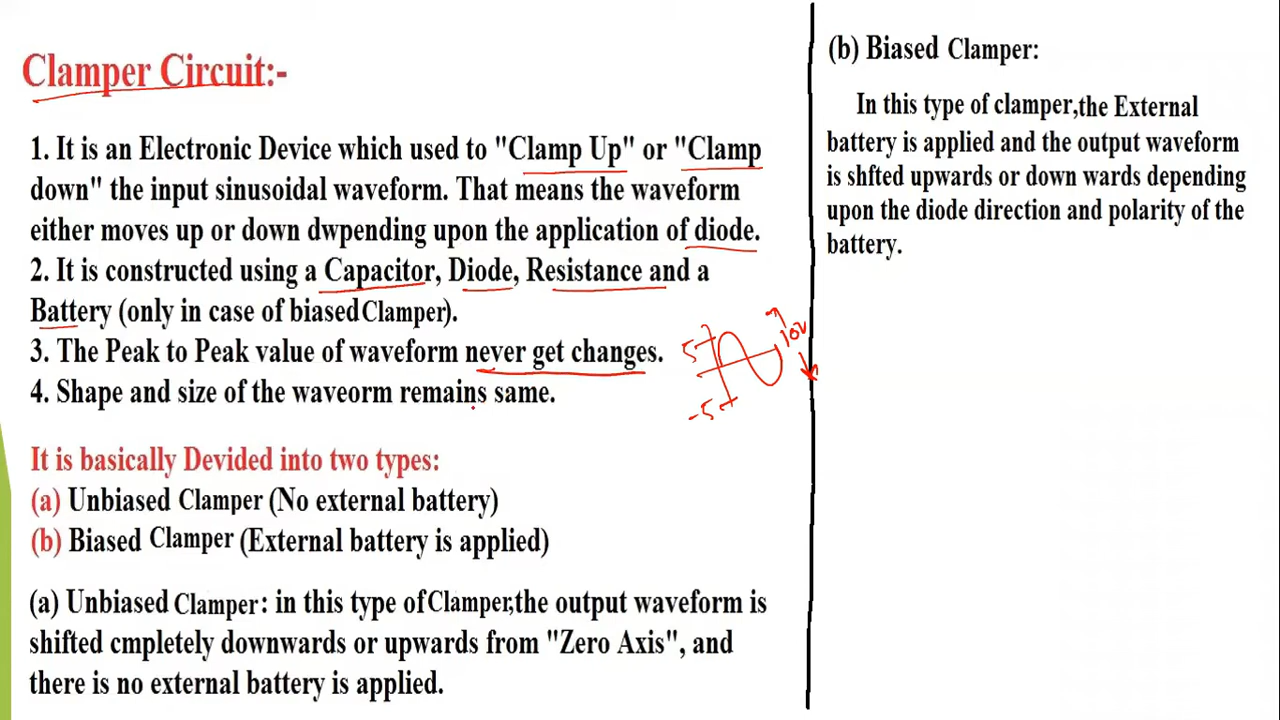 Clamper Circuit:-
1. It is an Electronic Device which used to "Clamp Up" or "Clamp
down" the input sinusoidal waveform. That means the waveform
either moves up or down dwpending upon the application of diode.
2. It is constructed using a Capacitor, Diode, Resistance and a
Battery (only in case of biased Clamper).
3. The Peak to Peak value of waveform never get changes.
4. Shape and size of the waveorm remains same.
5
10v
-5
It is basically Devided into two types:
(a) Unbiased Clamper (No external battery)
(b) Biased Clamper (External battery is applied)
(a) Unbiased Clamper: in this type of Clamper,the output waveform is
shifted cmpletely downwards or upwards from "Zero Axis", and
there is no external battery is applied.
(b) Biased Clamper:
In this type of clamper,the External
battery is applied and the output waveform
is shfted upwards or down wards depending
upon the diode direction and polarity of the
battery.